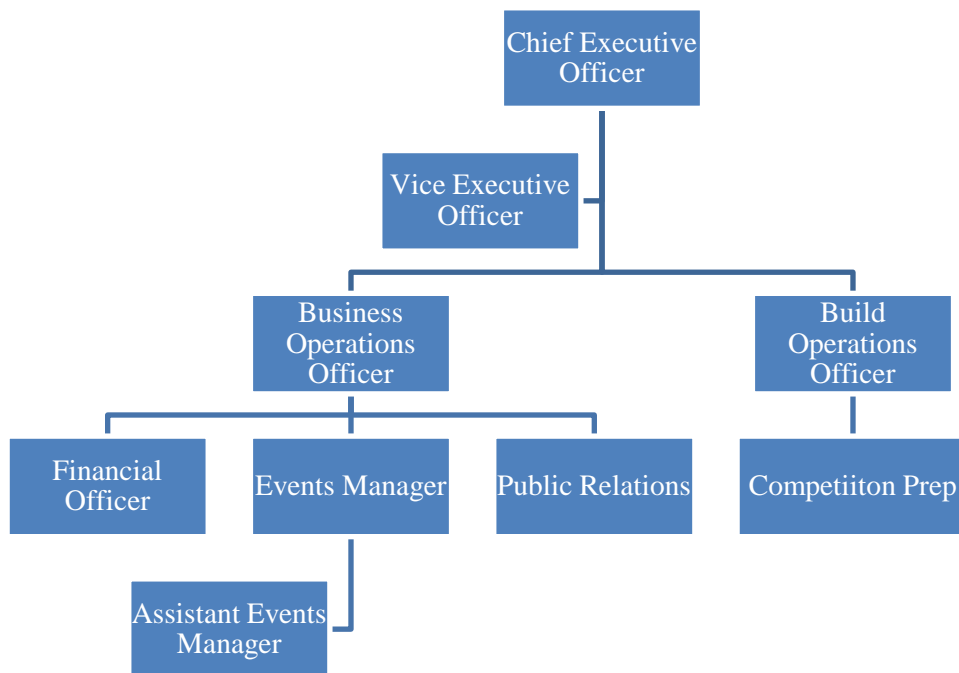 Chief Executive
Officer
Vice Executive
Officer
Business
Operations
Officer
Build
Operations
Officer
Financial
Officer
Events Manager
Public Relations
Competiiton Prep
Assistant Events
Manager